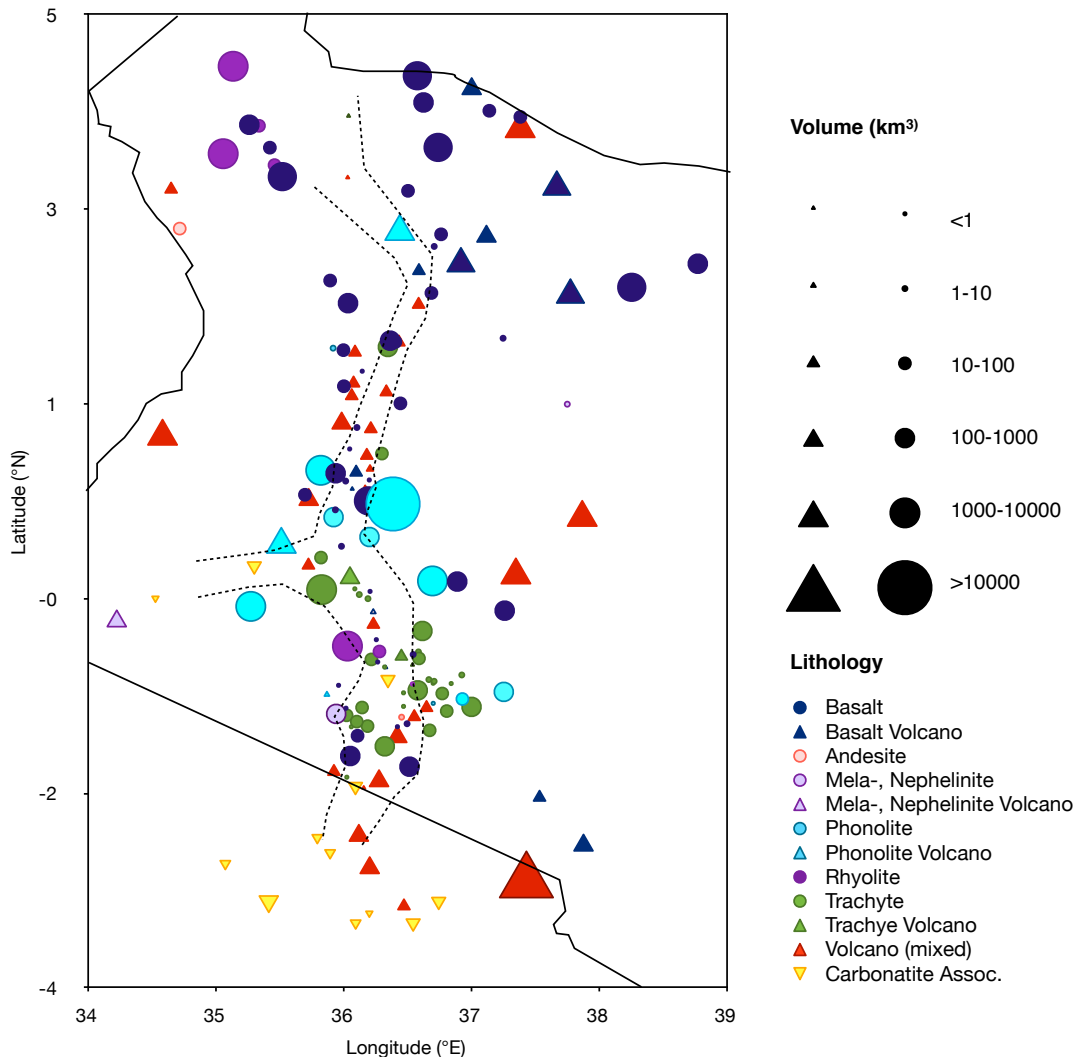 5
3
1
-0
-2
-4
34
35
36
37
38
39
Latitude (°N)
Longitude (°E)
Volume (km³)
<1
1-10
10-100
100-1000
1000-10000
>10000
Lithology
Basalt
Basalt Volcano
Andesite
Mela-, Nephelinite
Mela-, Nephelinite Volcano
Phonolite
Phonolite Volcano
Rhyolite
Trachyte
Trachye Volcano
Volcano (mixed)
Carbonatite Assoc.